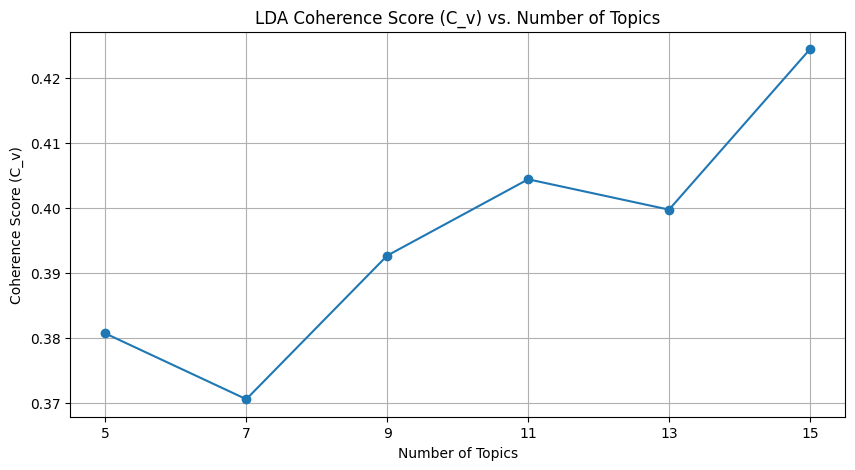 LDA Coherence Score (C_v) vs. Number of Topics
Coherence Score (C_v)
0.42
0.41
0.40
0.39
0.38
0.37
5 7 9 11 13 15
Number of Topics